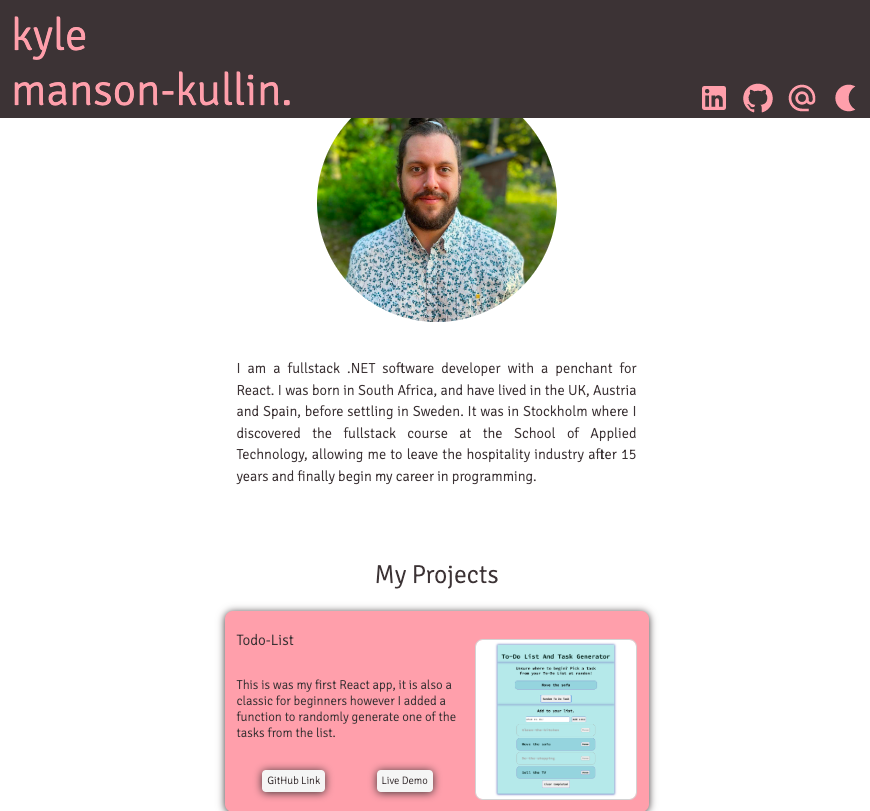 kyle
manson-kullin.
I am a fullstack .NET software developer with a penchant for
React. I was born in South Africa, and have lived in the UK, Austria
and Spain, before settling in Sweden. It was in Stockholm where I
discovered the fullstack course at the School of Applied
Technology, allowing me to leave the hospitality industry after 15
years and finally begin my career in programming.
My Projects
Todo-List
This is was my first React app, it is also a
classic for beginners however I added a
function to randomly generate one of the
tasks from the list.
GitHub Link
Live Demo
To-Do List And Task Generator
Unsure where to begin? Pick a task
from your To-Do List at random!
Move the sofa
Add to your list.
Move the sofa
Sell the TV
Clear Completed